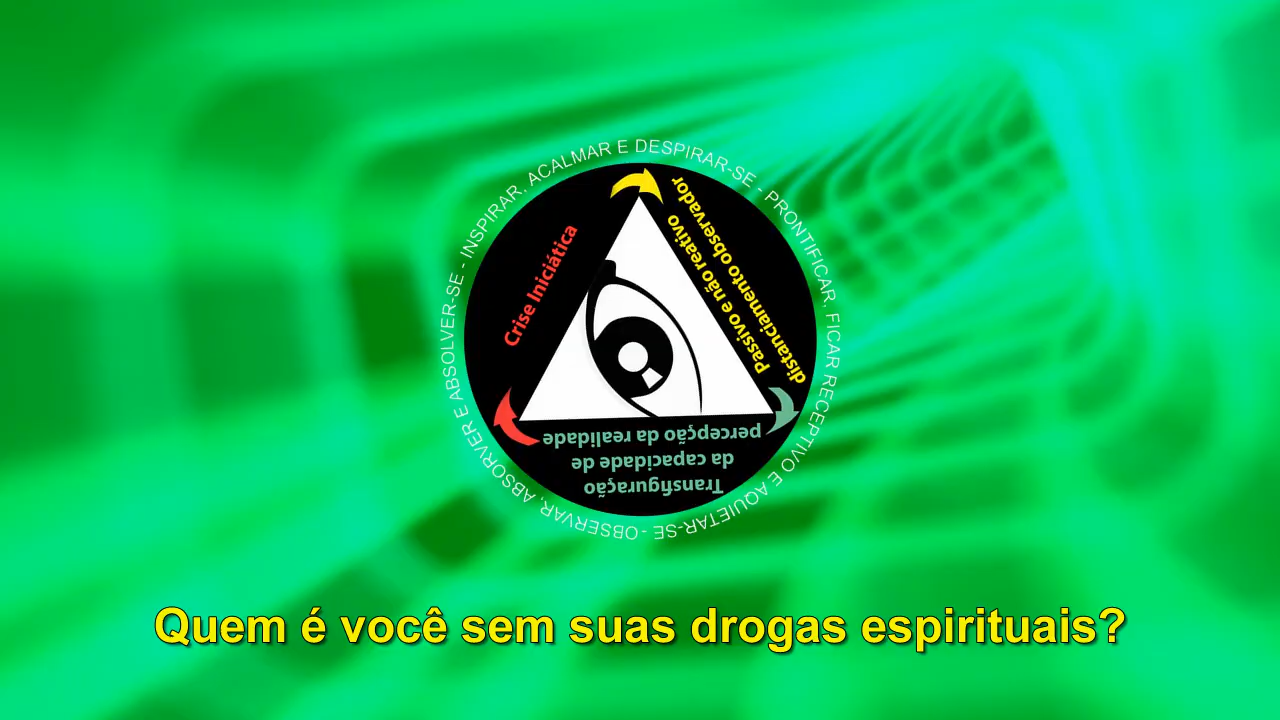 INSPIRAR, ACALMAR E DESPIRAR-SE - PRONTIFICAR, FICAR RECEPTIVO E AQUIETAR-SE - OBSERVAR, ABSORVER E ABSOLVER-SE -
Crise Iniciática
Passivo e não reativo
distanciamento observador
Transfiguração
da capacidade de
percepção da realidade
Quem é você sem suas drogas espirituais?